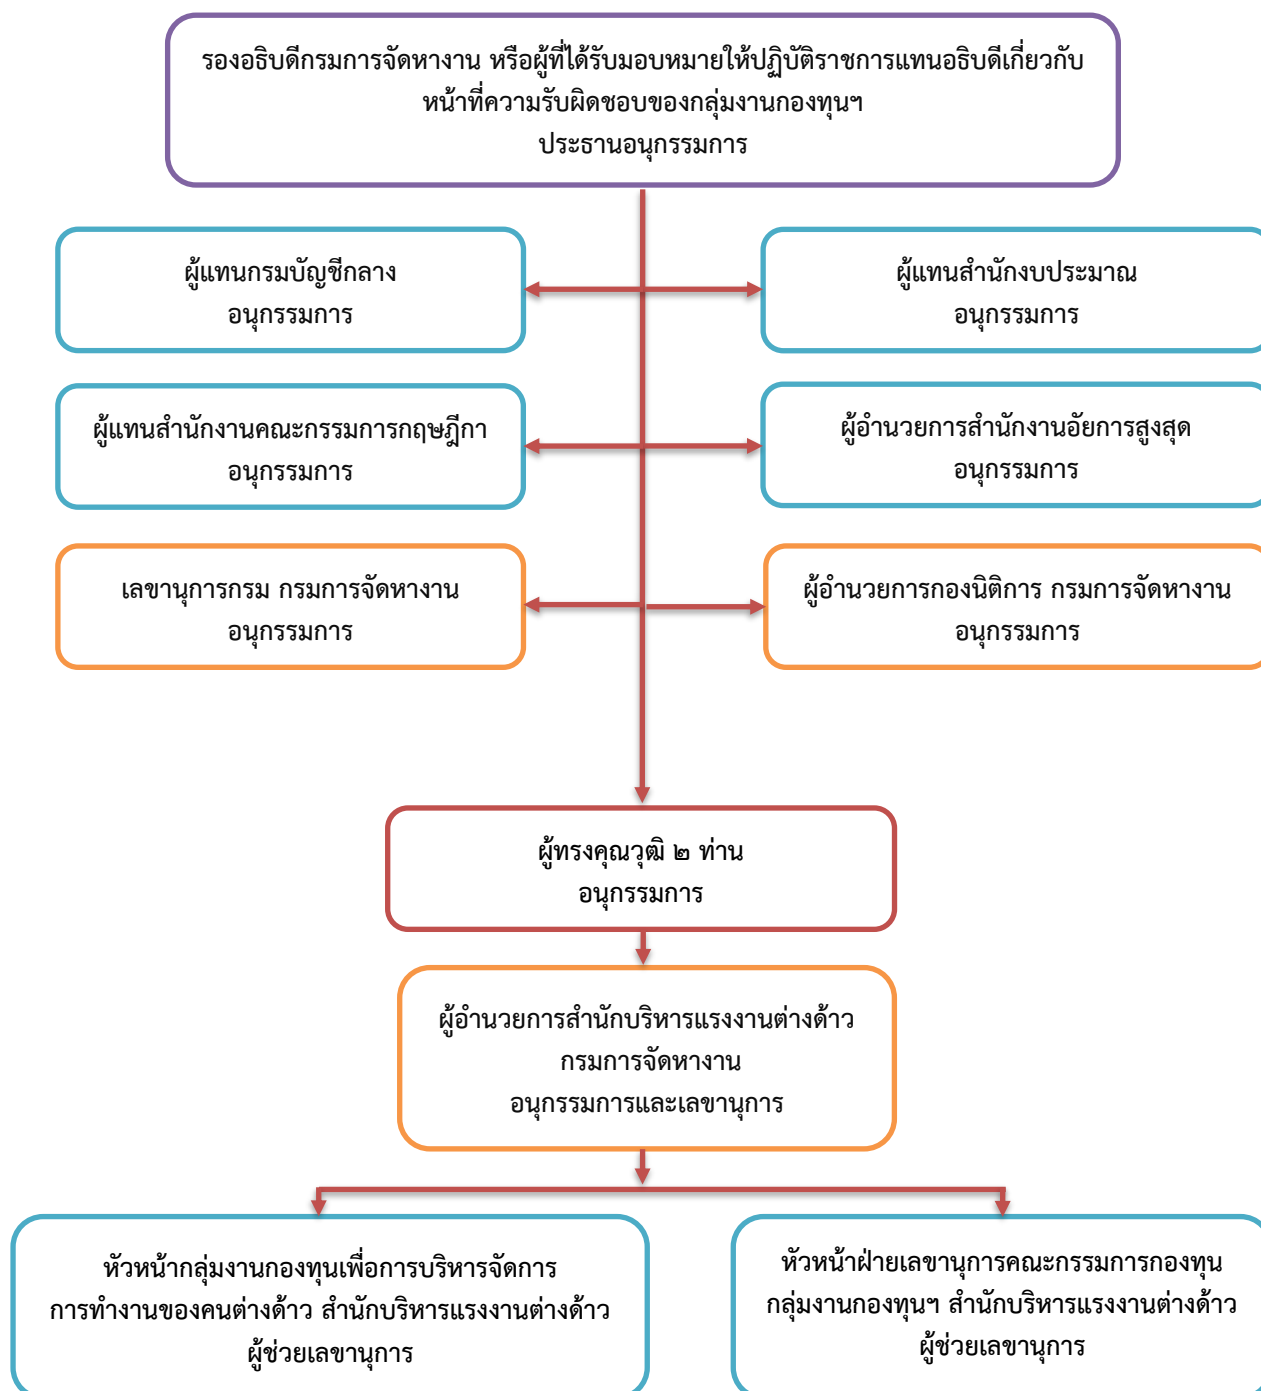 รองอธิบดีกรมการจัดหางาน หรือผู้ที่ได้รับมอบหมายให้ปฏิบัติราชการแทนอธิบดีเกี่ยวกับ
หน้าที่ความรับผิดชอบของกลุ่มงานกองทุนฯ
ประธานอนุกรรมการ
ผู้แทนกรมบัญชีกลาง
อนุกรรมการ
ผู้แทนสำนักงบประมาณ
อนุกรรมการ
ผู้แทนสำนักงานคณะกรรมการกฤษฎีกา
อนุกรรมการ
ผู้อำนวยการสำนักงานอัยการสูงสุด
อนุกรรมการ
เลขานุการกรม กรมการจัดหางาน
อนุกรรมการ
ผู้อำนวยการกองนิติการ กรมการจัดหางาน
อนุกรรมการ
ผู้ทรงคุณวุฒิ ๒ ท่าน
อนุกรรมการ
ผู้อำนวยการสำนักบริหารแรงงานต่างด้าว
กรมการจัดหางาน
อนุกรรมการและเลขานุการ
หัวหน้ากลุ่มงานกองทุนเพื่อการบริหารจัดการ
การทำงานของคนต่างด้าว สำนักบริหารแรงงานต่างด้าว
ผู้ช่วยเลขานุการ
หัวหน้าฝ่ายเลขานุการคณะกรรมการกองทุน
กลุ่มงานกองทุนฯ สำนักบริหารแรงงานต่างด้าว
ผู้ช่วยเลขานุการ